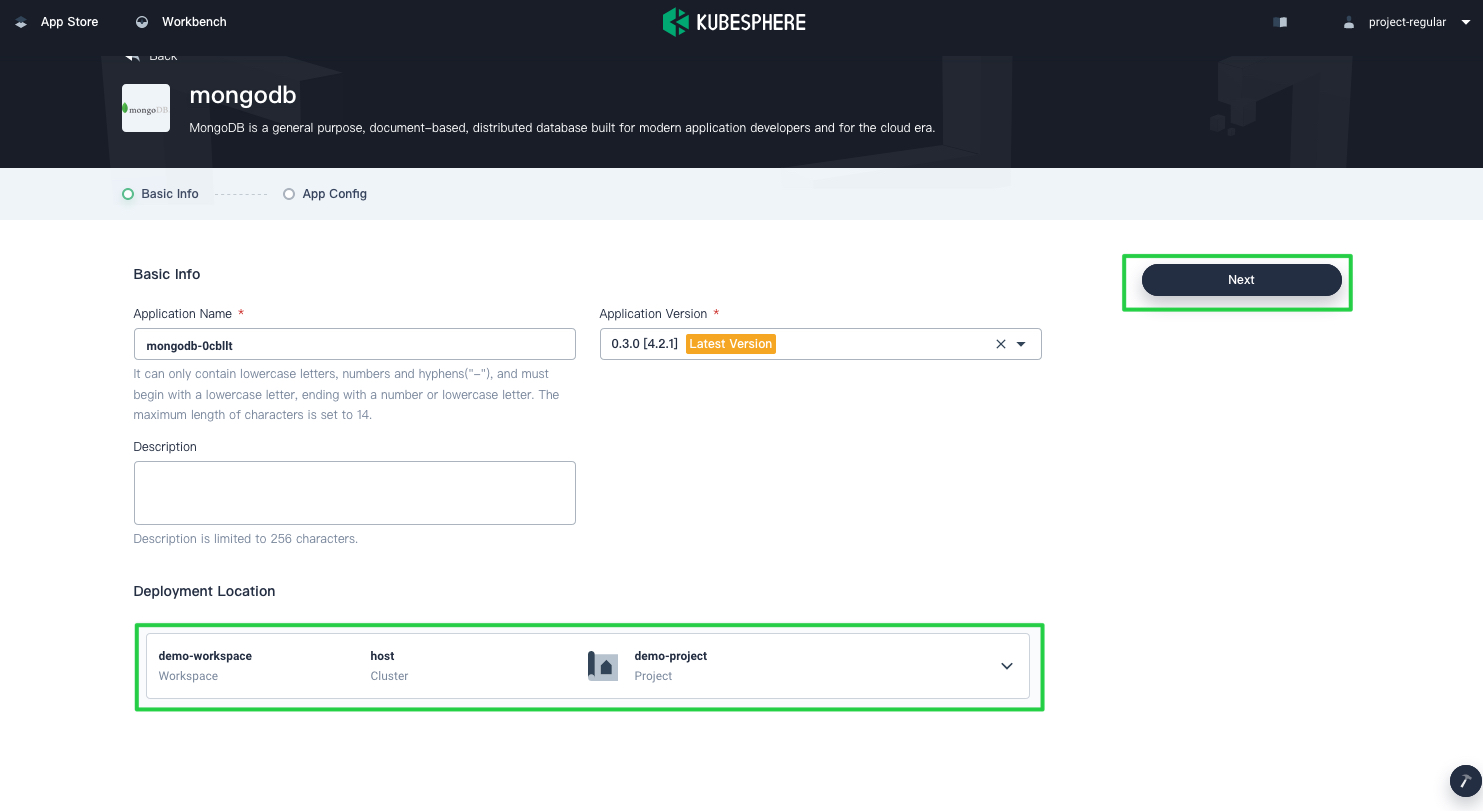 App Store
Workbench
KUBESPHERE
project-regular
Back
mongoDB
mongodb
MongoDB is a general purpose, document-based, distributed database built for modern application developers and for the cloud era.
Basic Info
App Config
Basic Info
Next
Application Name *
Application Version *
mongodb-0cbllt
0.3.0 [4.2.1] Latest Version
It can only contain lowercase letters, numbers and hyphens("-"), and must
begin with a lowercase letter, ending with a number or lowercase letter. The
maximum length of characters is set to 14.
Description
Description is limited to 256 characters.
Deployment Location
demo-workspace
Workspace
host
Cluster
demo-project
Project